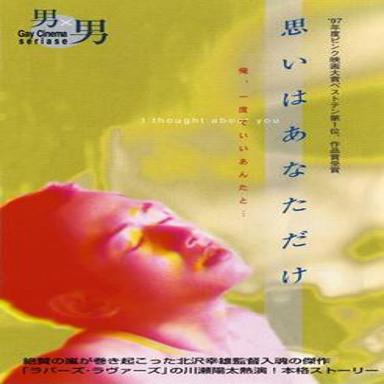 男×男
Gay Cinema
seriase
'97年度ピンク映画大賞ベストテン第1位、作品賞受賞
思いはあなただけ
I thought about you
俺、一度でいいあんたと…
絶賛の嵐が巻き起こった北沢幸雄監督入魂の傑作
「ラバーズ・ラヴァーズ」の川瀬陽太熱演!本格ストーリー